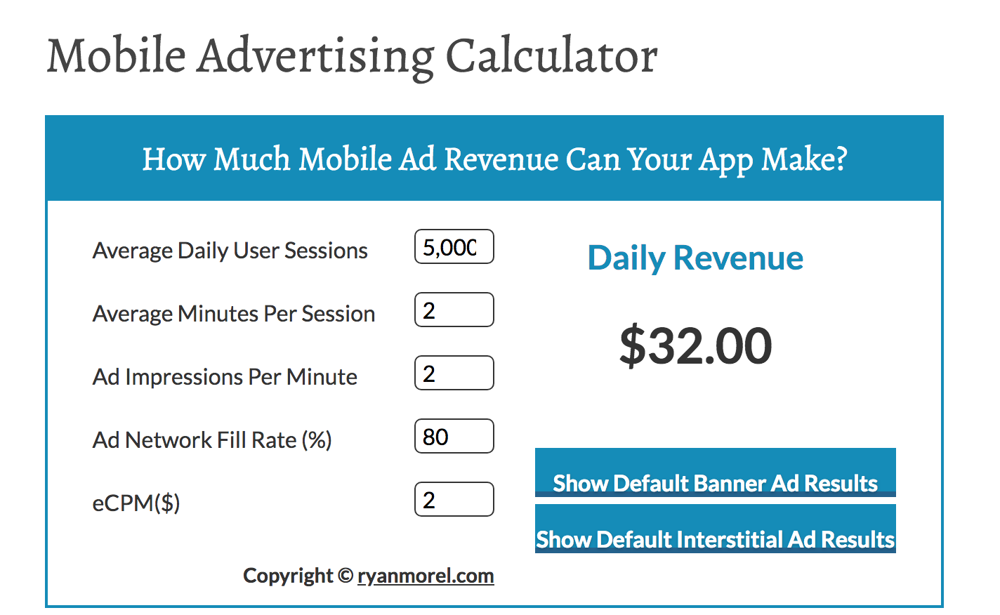 Mobile Advertising Calculator
How Much Mobile Ad Revenue Can Your App Make?
Average Daily User Sessions
5,000
Average Minutes Per Session
2
Ad Impressions Per Minute
2
Ad Network Fill Rate (%)
80
eCPM($)
2
Copyright © ryanmorel.com
Daily Revenue
$32.00
Show Default Banner Ad Results
Show Default Interstitial Ad Results